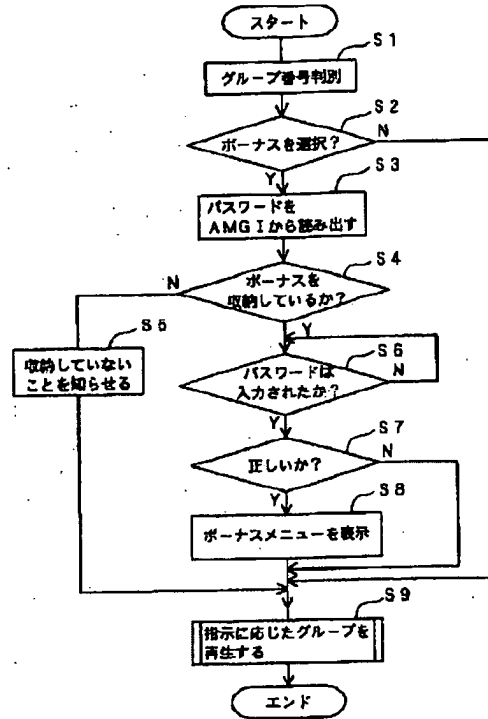 スタート
S1
グループ番号判別
S2
ボーナスを選択?
N
Y
S3
パスワードを
AMGIから読み出す
S4
ボーナスを
収納しているか?
N
Y
S5
収納していない
ことを知らせる
S6
パスワードは
入力されたか?
N
Y
S7
正しいか?
N
Y
S8
ボーナスメニューを表示
S9
指示に応じたグループを
再生する
エンド